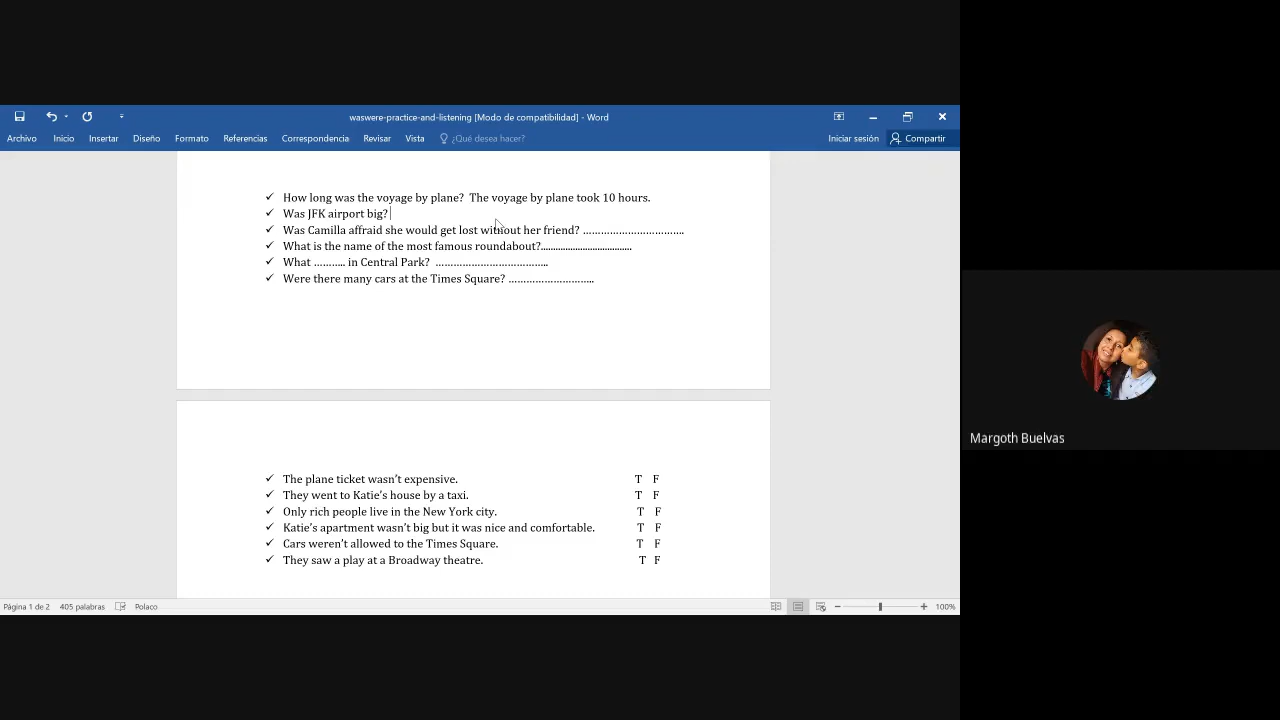 waswere-practice-and-listening [Modo de compatibilidad] - Word
Archivo Inicio Insertar Diseño Formato Referencias Correspondencia Revisar Vista ¿Qué desea hacer? Iniciar sesión Compartir
✓ How long was the voyage by plane? The voyage by plane took 10 hours.
✓ Was JFK airport big?
✓ Was Camilla affraid she would get lost without her friend? …………………………….
✓ What is the name of the most famous roundabout?....................................
✓ What ……….. in Central Park? ………………………………..
✓ Were there many cars at the Times Square? ………………………..
✓ The plane ticket wasn't expensive. T F
✓ They went to Katie's house by a taxi. T F
✓ Only rich people live in the New York city. T F
✓ Katie's apartment wasn't big but it was nice and comfortable. T F
✓ Cars weren't allowed to the Times Square. T F
✓ They saw a play at a Broadway theatre. T F
Página 1 de 2 405 palabras Polaco 100%
Margoth Buelvas